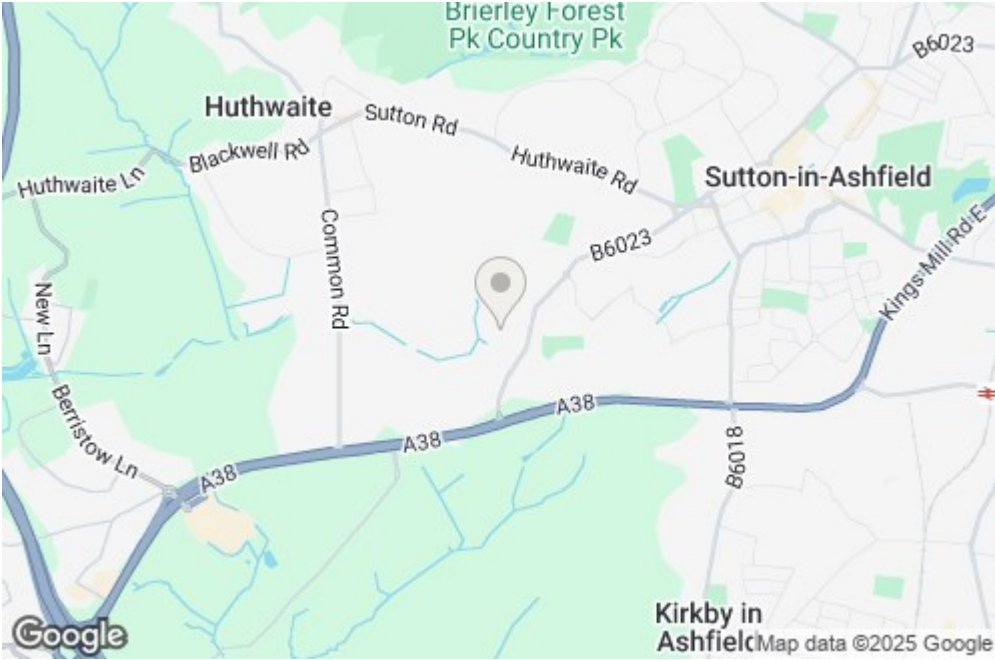 Brierley Forest
Pk Country Pk
B6023
Huthwaite
Sutton Rd
Blackwell Rd
Huthwaite Rd
Huthwaite Ln
Sutton-in-Ashfield
Common Rd
B6023
Kings Mill Rd E
New Ln
Berristow Ln
A38
A38
A38
B6018
Kirkby in
Ashfield
Google
Map data ©2025 Google